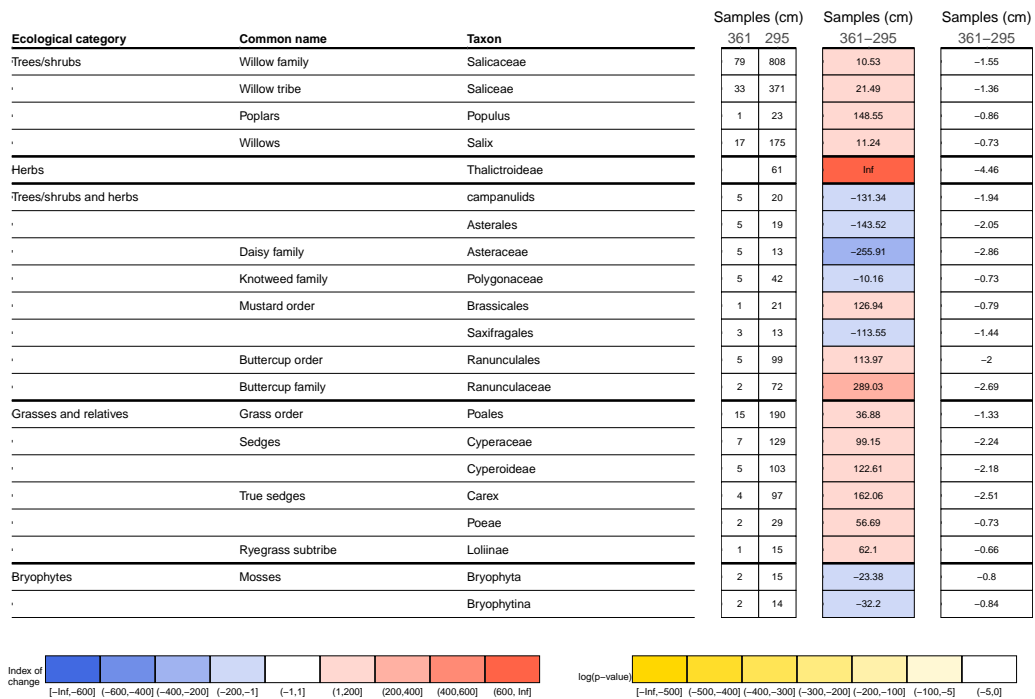 Samples (cm) Samples (cm) Samples (cm)
Ecological category Common name Taxon 361 295 361−295 361−295
Trees/shrubs Willow family Salicaceae 79 808 10.53 −1.55
Willow tribe Saliceae 33 371 21.49 −1.36
Poplars Populus 1 23 148.55 −0.86
Willows Salix 17 175 11.24 −0.73
Herbs Thalictroideae 61 Inf −4.46
Trees/shrubs and herbs campanulids 5 20 −131.34 −1.94
Asterales 5 19 −143.52 −2.05
Daisy family Asteraceae 5 13 −255.91 −2.86
Knotweed family Polygonaceae 5 42 −10.16 −0.73
Mustard order Brassicales 1 21 126.94 −0.79
Saxifragales 3 13 −113.55 −1.44
Buttercup order Ranunculales 5 99 113.97 −2
Buttercup family Ranunculaceae 2 72 289.03 −2.69
Grasses and relatives Grass order Poales 15 190 36.88 −1.33
Sedges Cyperaceae 7 129 99.15 −2.24
Cyperoideae 5 103 122.61 −2.18
True sedges Carex 4 97 162.06 −2.51
Poeae 2 29 56.69 −0.73
Ryegrass subtribe Loliinae 1 15 62.1 −0.66
Bryophytes Mosses Bryophyta 2 15 −23.38 −0.8
Bryophytina 2 14 −32.2 −0.84
Index of change
[−Inf,−600] (−600,−400] (−400,−200] (−200,−1] (−1,1] (1,200] (200,400] (400,600] (600, Inf]
log(p−value)
[−Inf,−500] (−500,−400] (−400,−300] (−300,−200] (−200,−100] (−100,−5] (−5,0]